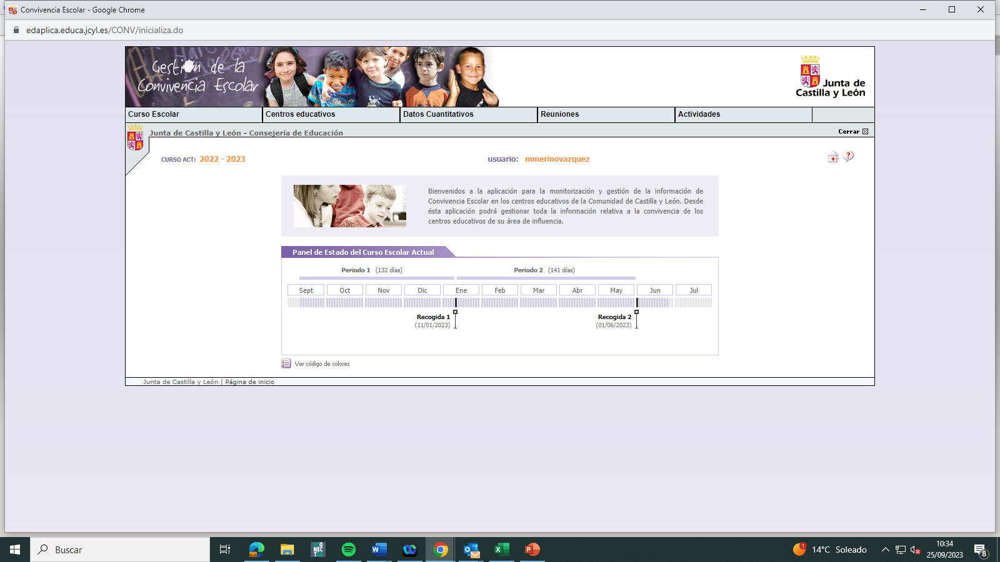 Convivencia Escolar - Google Chrome
edaplica.educa.jcyl.es/CONV/inicializa.do
Gestión de la
Convivencia Escolar
Junta de
Castilla y León
Curso Escolar
Centros educativos
Datos Cuantitativos
Reuniones
Actividades
Junta de Castilla y León - Consejería de Educación
Cerrar
CURSO ACT: 2022 - 2023
usuario: mmerinovazquez
Bienvenidos a la aplicación para la monitorización y gestión de la información de
Convivencia Escolar en los centros educativos de la Comunidad de Castilla y León. Desde
ésta aplicación podrá gestionar toda la información relativa a la convivencia de los
centros educativos de su área de influencia.
Panel de Estado del Curso Escolar Actual
Periodo 1 (132 días)
Periodo 2 (141 días)
Sept Oct Nov Dic Ene Feb Mar Abr May Jun Jul
Recogida 1
(11/01/2023)
Recogida 2
(01/06/2023)
Ver código de colores
Junta de Castilla y León | Página de inicio
Buscar
14°C Soleado
10:34
25/09/2023
8